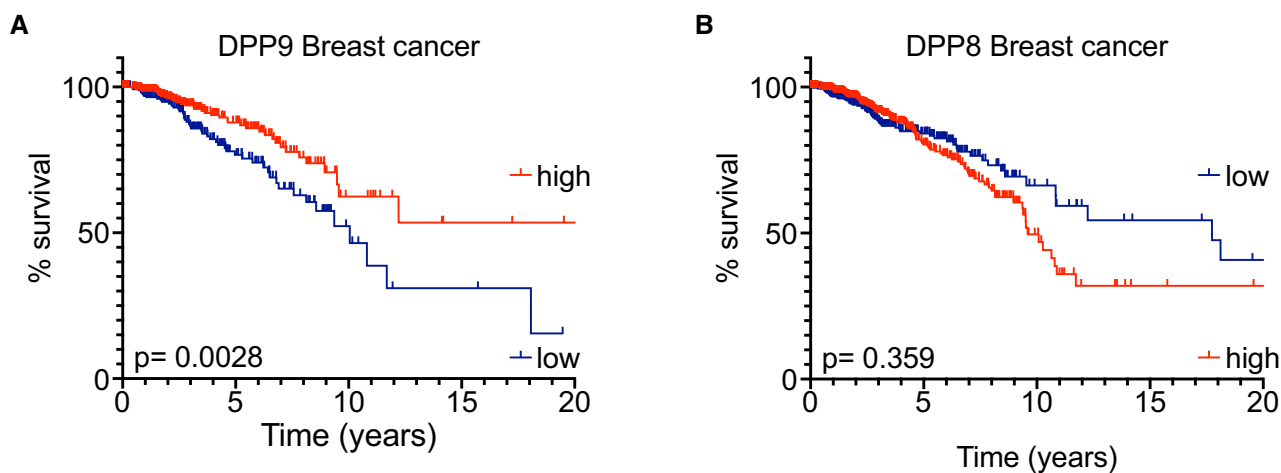 A
DPP9 Breast cancer
100
50
0
% survival
high
low
p= 0.0028
0 5 10 15 20
Time (years)
B
DPP8 Breast cancer
100
50
0
% survival
low
high
p= 0.359
0 5 10 15 20
Time (years)